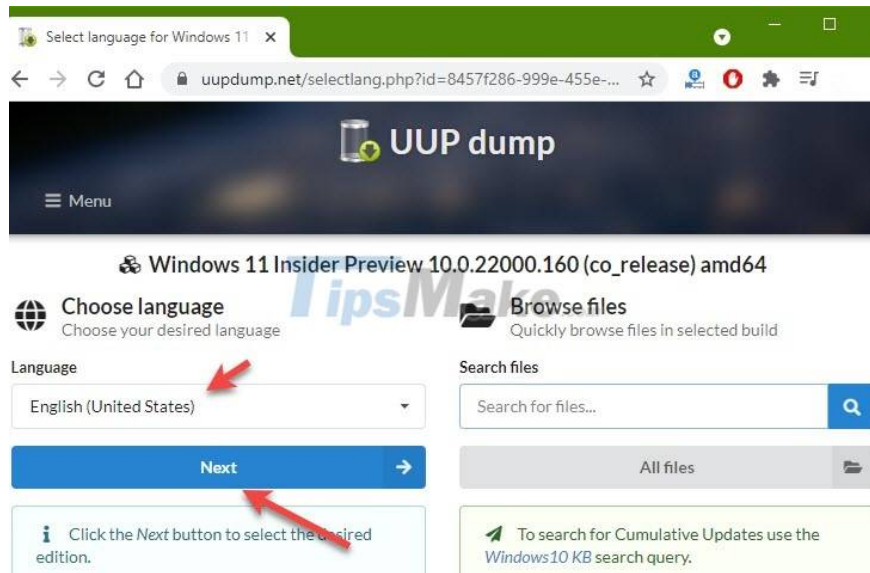 Select language for Windows 11
uupdump.net/selectlang.php?id=8457f286-999e-455e-...
UUP dump
Menu
Windows 11 Insider Preview 10.0.22000.160 (co_release) amd64
TipsMake.com
Choose language
Choose your desired language
Browse files
Quickly browse files in selected build
Language
Search files
English (United States)
Search for files...
Next
All files
Click the Next button to select the desired
edition.
To search for Cumulative Updates use the
Windows10 KB search query.